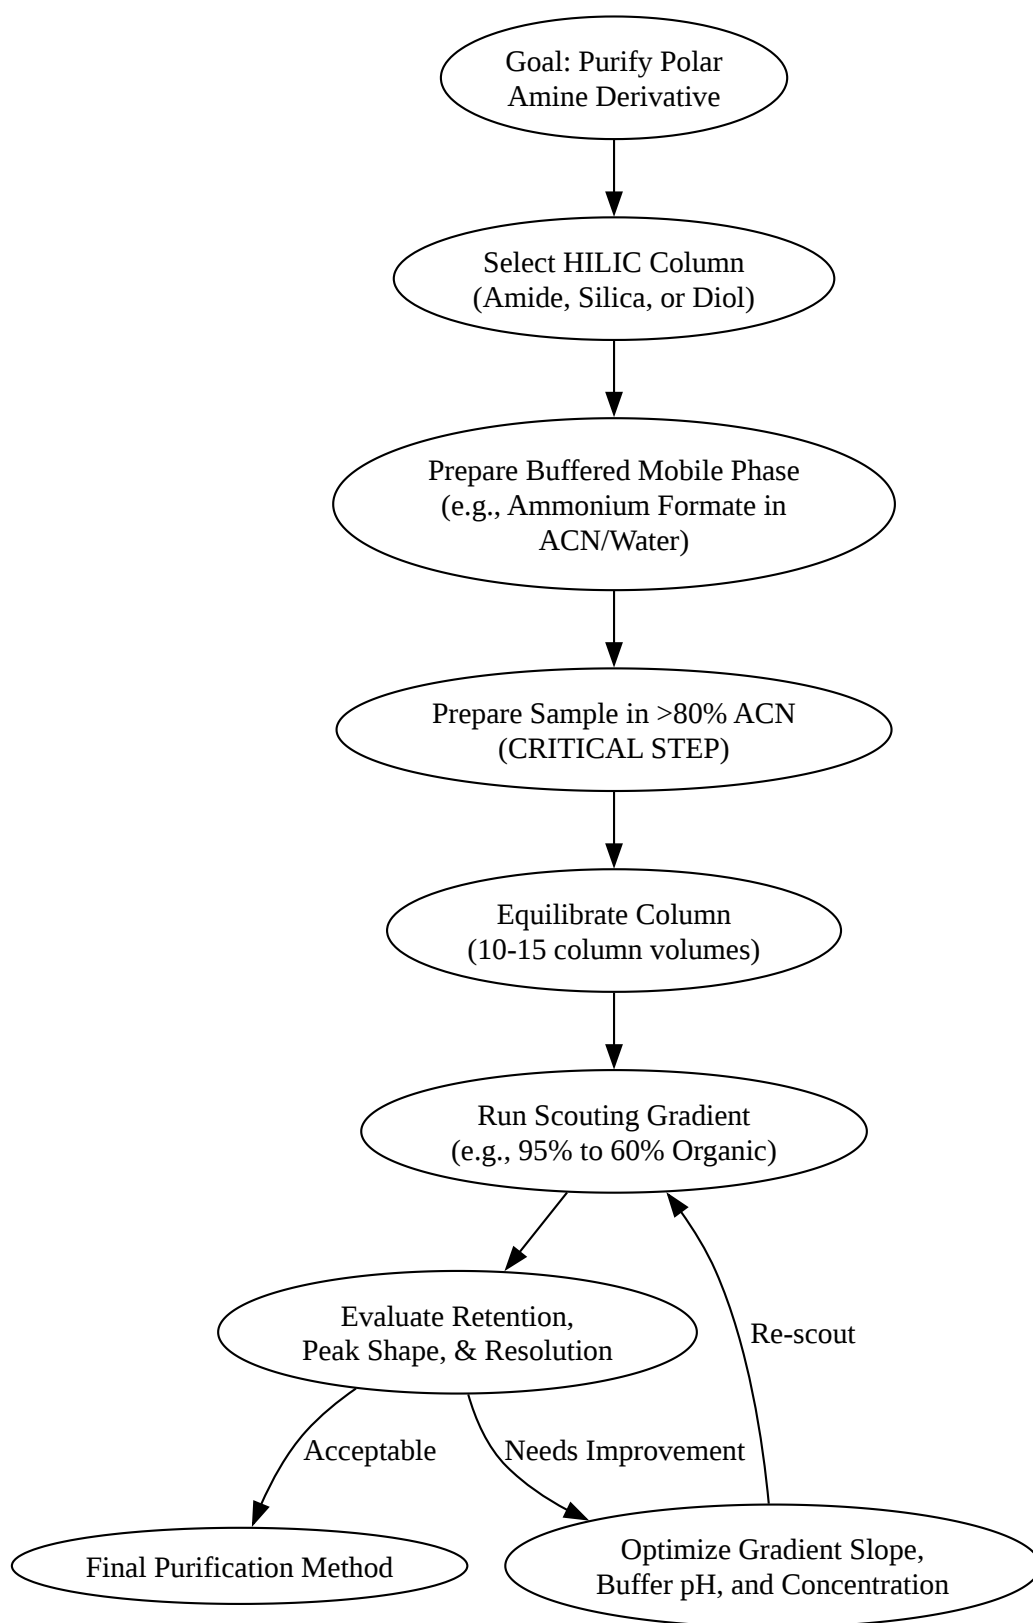 Goal: Purify Polar
Amine Derivative
Select HILIC Column
(Amide, Silica, or Diol)
Prepare Buffered Mobile Phase
(e.g., Ammonium Formate in
ACN/Water)
Prepare Sample in >80% ACN
(CRITICAL STEP)
Equilibrate Column
(10-15 column volumes)
Run Scouting Gradient
(e.g., 95% to 60% Organic)
Evaluate Retention,
Peak Shape, & Resolution
Re-scout
Acceptable
Needs Improvement
Final Purification Method
Optimize Gradient Slope,
Buffer pH, and Concentration